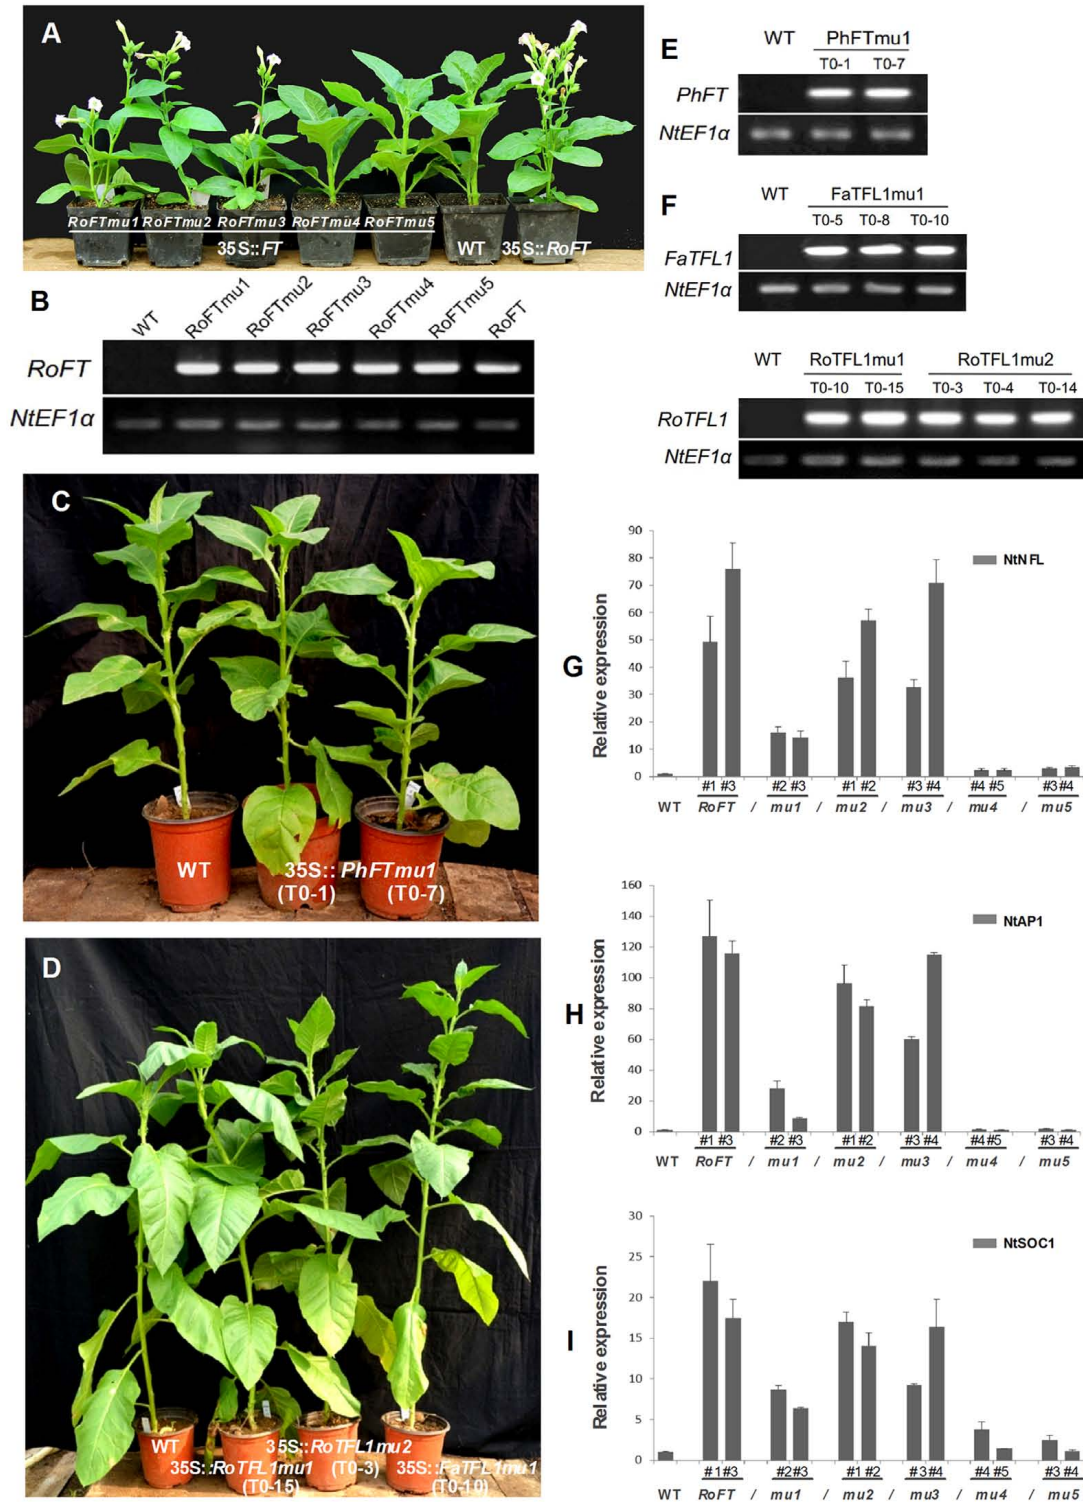 A
RoFTmu1 RoFTmu2 RoFTmu3 RoFTmu4 RoFTmu5
35S::FT WT 35S::RoFT
B
WT RoFTmu1 RoFTmu2 RoFTmu3 RoFTmu4 RoFTmu5 RoFT
RoFT
NtEF1α
C
WT
35S:: PhFTmu1
(T0-1) (T0-7)
D
WT 35S::RoTFL1mu2
35S::RoTFL1mu1 (T0-3) 35S::FaTFL1mu1
(T0-15) (T0-10)
E
WT PhFTmu1
T0-1 T0-7
PhFT
NtEF1α
F
WT FaTFL1mu1
T0-5 T0-8 T0-10
FaTFL1
NtEF1α
WT RoTFL1mu1 RoTFL1mu2
T0-10 T0-15 T0-3 T0-4 T0-14
RoTFL1
NtEF1α
G
Relative expression
90
80
70
60
50
40
30
20
10
0
NtNFL
#1 #3 #2 #3 #1 #2 #3 #4 #4 #5 #3 #4
WT RoFT / mu1 / mu2 / mu3 / mu4 / mu5
H
Relative expression
160
140
120
100
80
60
40
20
0
NtAP1
#1 #3 #2 #3 #1 #2 #3 #4 #4 #5 #3 #4
WT RoFT / mu1 / mu2 / mu3 / mu4 / mu5
I
Relative expression
30
25
20
15
10
5
0
NtSOC1
#1 #3 #2 #3 #1 #2 #3 #4 #4 #5 #3 #4
WT RoFT / mu1 / mu2 / mu3 / mu4 / mu5